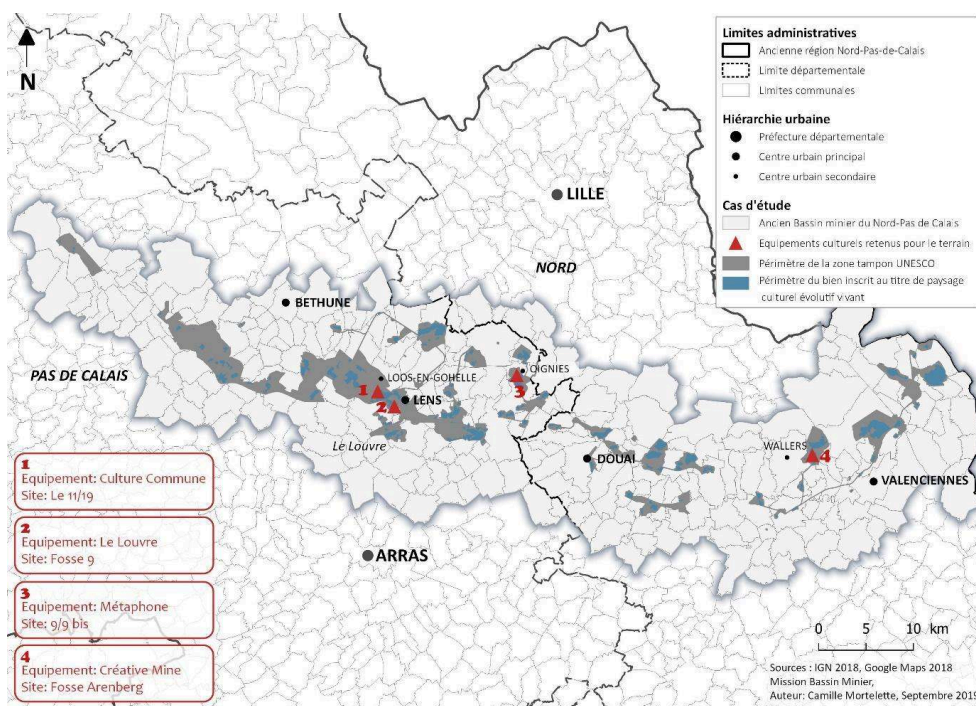 N
Limites administratives
Ancienne région Nord-Pas-de-Calais
Limite départementale
Limites communales
Hiérarchie urbaine
Préfecture départementale
Centre urbain principal
Centre urbain secondaire
Cas d'étude
Ancien Bassin minier du Nord-Pas de Calais
Equipements culturels retenus pour le terrain
Périmètre de la zone tampon UNESCO
Périmètre du bien inscrit au titre de paysage
culturel évolutif vivant
LILLE
NORD
BETHUNE
PAS DE CALAIS
LOOS-EN-GOHELLE
OIGNIES
1
2
LENS
3
Le Louvre
DOUAI
WALLERS
4
VALENCIENNES
ARRAS
1
Equipement: Culture Commune
Site: Le 11/19
2
Equipement: Le Louvre
Site: Fosse 9
3
Equipement: Métaphone
Site: 9/9 bis
4
Equipement: Créative Mine
Site: Fosse Arenberg
0 5 10 km
Sources : IGN 2018, Google Maps 2018
Mission Bassin Minier,
Auteur: Camille Mortelette, Septembre 2019